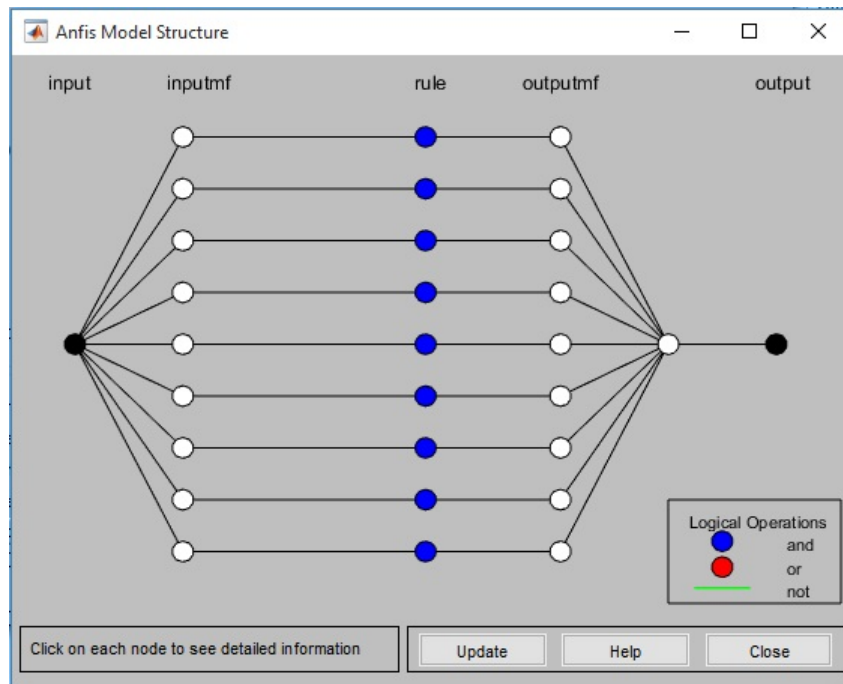 Anfis Model Structure
input inputmf rule outputmf output
Logical Operations
and
or
not
Click on each node to see detailed information
Update Help Close